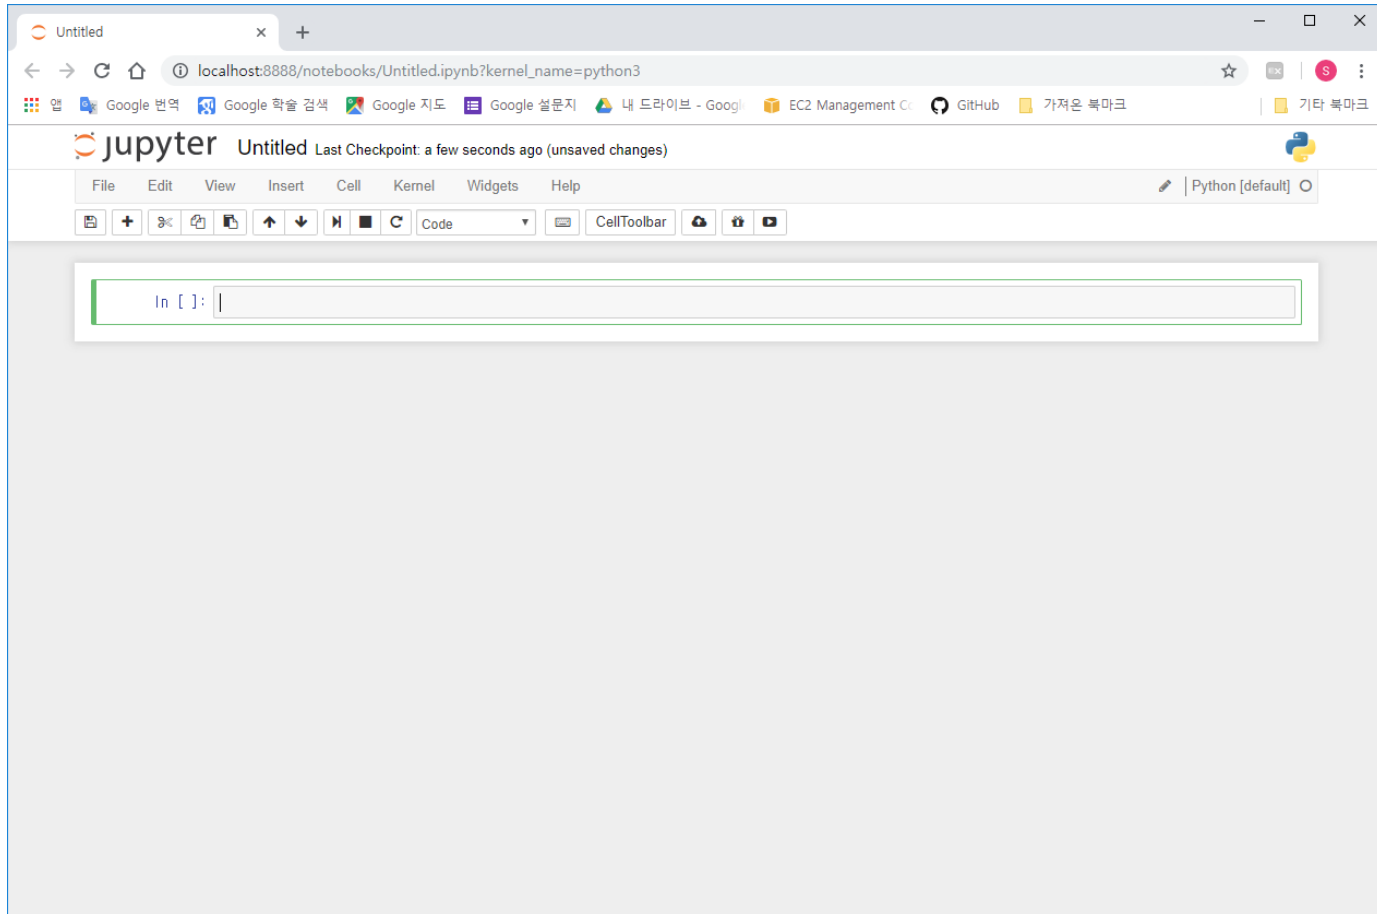 Untitled
localhost:8888/notebooks/Untitled.ipynb?kernel_name=python3
S
앱 Google 번역 Google 학술 검색 Google 지도 Google 설문지 내 드라이브 - Googl EC2 Management Co GitHub 가져온 북마크 기타 북마크
jupyter Untitled Last Checkpoint: a few seconds ago (unsaved changes)
File Edit View Insert Cell Kernel Widgets Help Python [default]
Code CellToolbar
In [ ]: